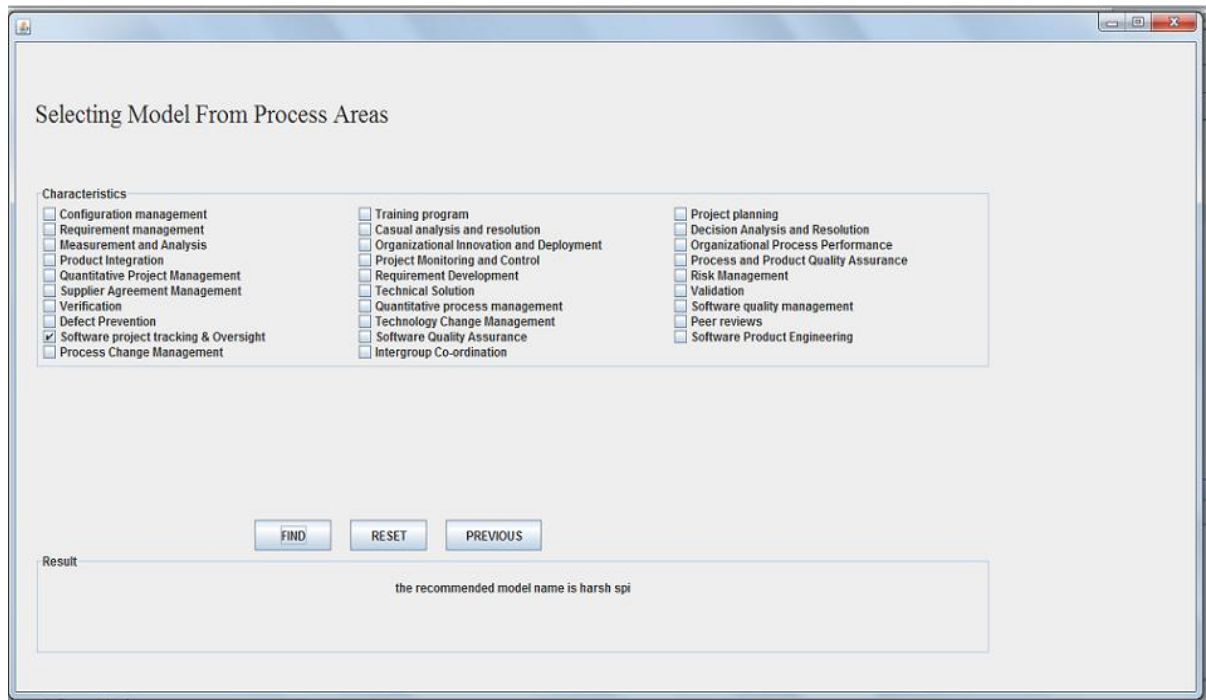 Selecting Model From Process Areas
Characteristics
Configuration management Training program Project planning
Requirement management Casual analysis and resolution Decision Analysis and Resolution
Measurement and Analysis Organizational Innovation and Deployment Organizational Process Performance
Product Integration Project Monitoring and Control Process and Product Quality Assurance
Quantitative Project Management Requirement Development Risk Management
Supplier Agreement Management Technical Solution Validation
Verification Quantitative process management Software quality management
Defect Prevention Technology Change Management Peer reviews
Software project tracking & Oversight Software Quality Assurance Software Product Engineering
Process Change Management Intergroup Co-ordination
FIND RESET PREVIOUS
Result
the recommended model name is harsh spi